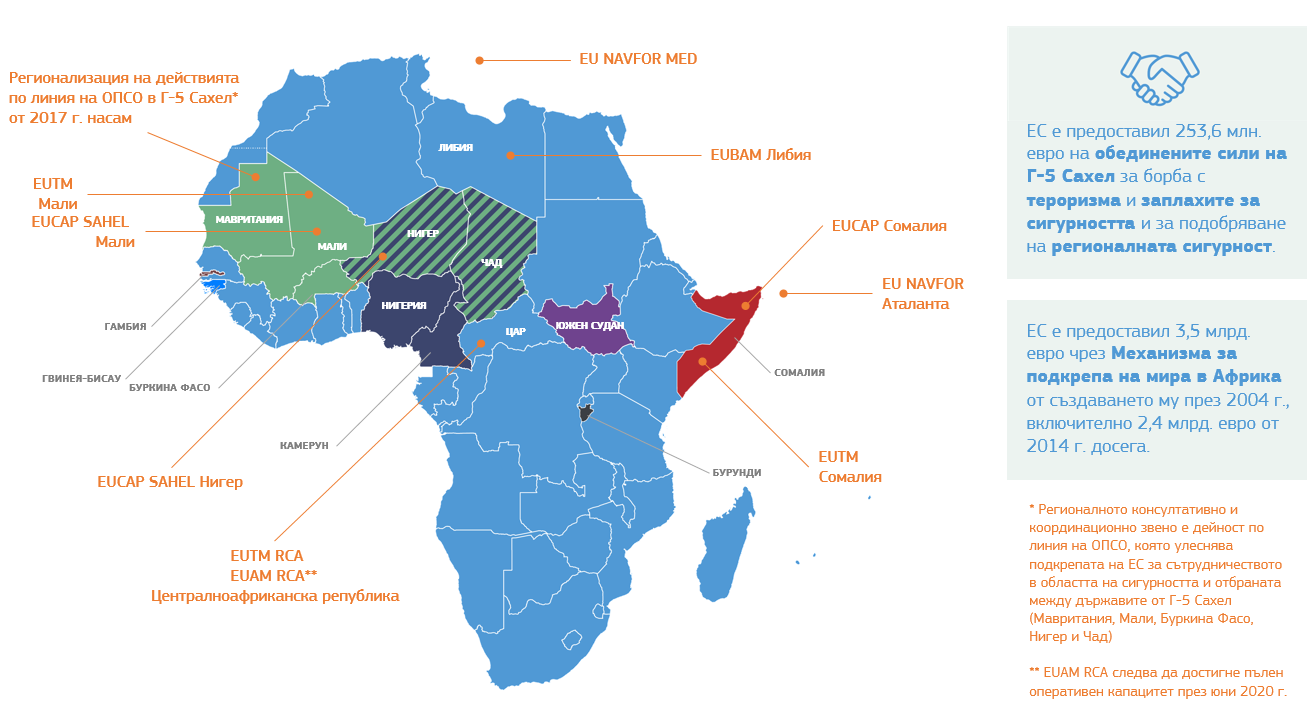 EU NAVFOR MED
Регионализация на действията
по линия на ОПСО в Г-5 Сахел*
от 2017 г. насам
ЛИБИЯ
EUBAM Либия
EUTM
Мали
EUCAP SAHEL
Мали
МАВРИТАНИЯ
МАЛИ
НИГЕР
ЧАД
EUCAP Сомалия
EU NAVFOR
Аталанта
НИГЕРИЯ
ЮЖЕН СУДАН
ЦАР
ГАМБИЯ
ГВИНЕЯ-БИСАУ
БУРКИНА ФАСО
СОМАЛИЯ
КАМЕРУН
EUTM
Сомалия
БУРУНДИ
EUCAP SAHEL Нигер
EUTM RCA
EUAM RCA**
Централноафриканска република
ЕС е предоставил 253,6 млн.
евро на обединените сили на
Г-5 Сахел за борба с
тероризма и заплахите за
сигурността и за подобряване
на регионалната сигурност.
ЕС е предоставил 3,5 млрд.
евро чрез Механизма за
подкрепа на мира в Африка
от създаването му през 2004 г.,
включително 2,4 млрд. евро от
2014 г. досега.
* Регионалното консултативно и
координационно звено е дейност по
линия на ОПСО, която улеснява
подкрепата на ЕС за сътрудничеството
в областта на сигурността и отбраната
между държавите от Г-5 Сахел
(Мавритания, Мали, Буркина Фасо,
Нигер и Чад)
** EUAM RCA следва да достигне пълен
оперативен капацитет през юни 2020 г.